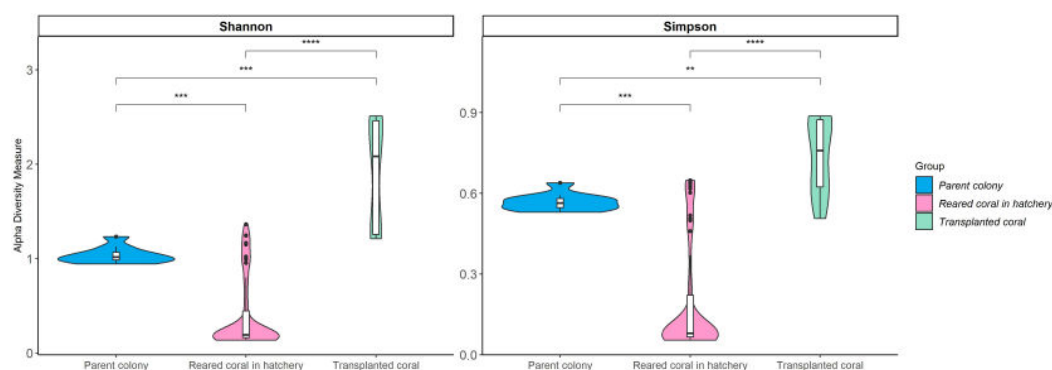 Shannon
Simpson
Alpha Diversity Measure
3
2
1
0
****
***
***
Parent colony
Reared coral in hatchery
Transplanted coral
0.9
0.6
0.3
0.0
****
**
***
Parent colony
Reared coral in hatchery
Transplanted coral
Group
Parent colony
Reared coral in hatchery
Transplanted coral